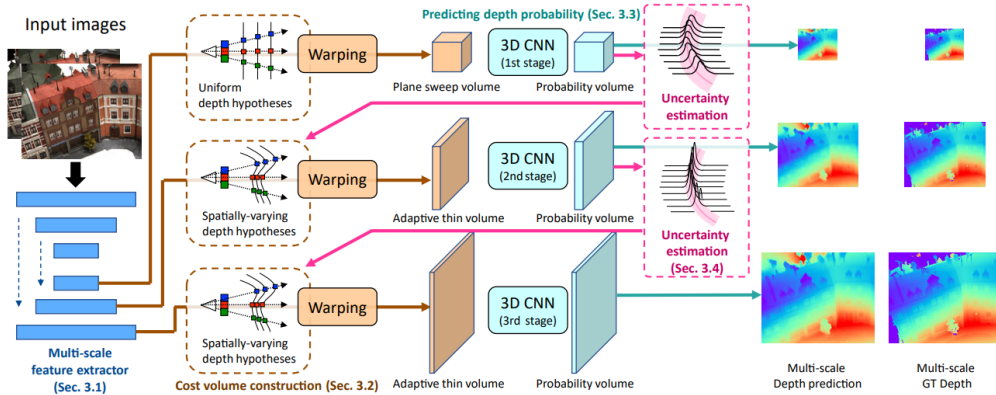 Input images
Predicting depth probability (Sec. 3.3)
Uniform
depth hypotheses
Warping
Plane sweep volume
3D CNN
(1st stage)
Probability volume
Uncertainty
estimation
Spatially-varying
depth hypotheses
Warping
Adaptive thin volume
3D CNN
(2nd stage)
Probability volume
Uncertainty
estimation
(Sec. 3.4)
Spatially-varying
depth hypotheses
Warping
Adaptive thin volume
3D CNN
(3rd stage)
Probability volume
Multi-scale
feature extractor
(Sec. 3.1)
Cost volume construction (Sec. 3.2)
Multi-scale
Depth prediction
Multi-scale
GT Depth